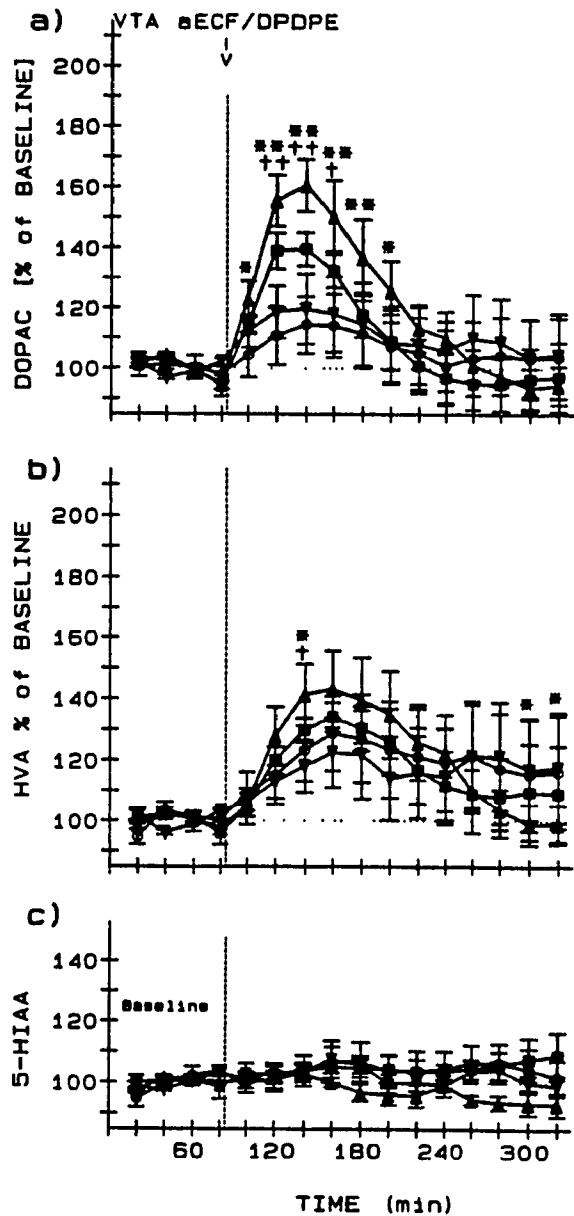 a) VTA aECF/DPDPE
DOPAC [% of BASELINE]
200
180
160
140
120
100
** ** ** ** * *
†† †† †
b)
HVA % of BASELINE
200
180
160
140
120
100
* * *
†
c)
5-HIAA
140
120
100
Baseline
60 120 180 240 300
TIME (min)